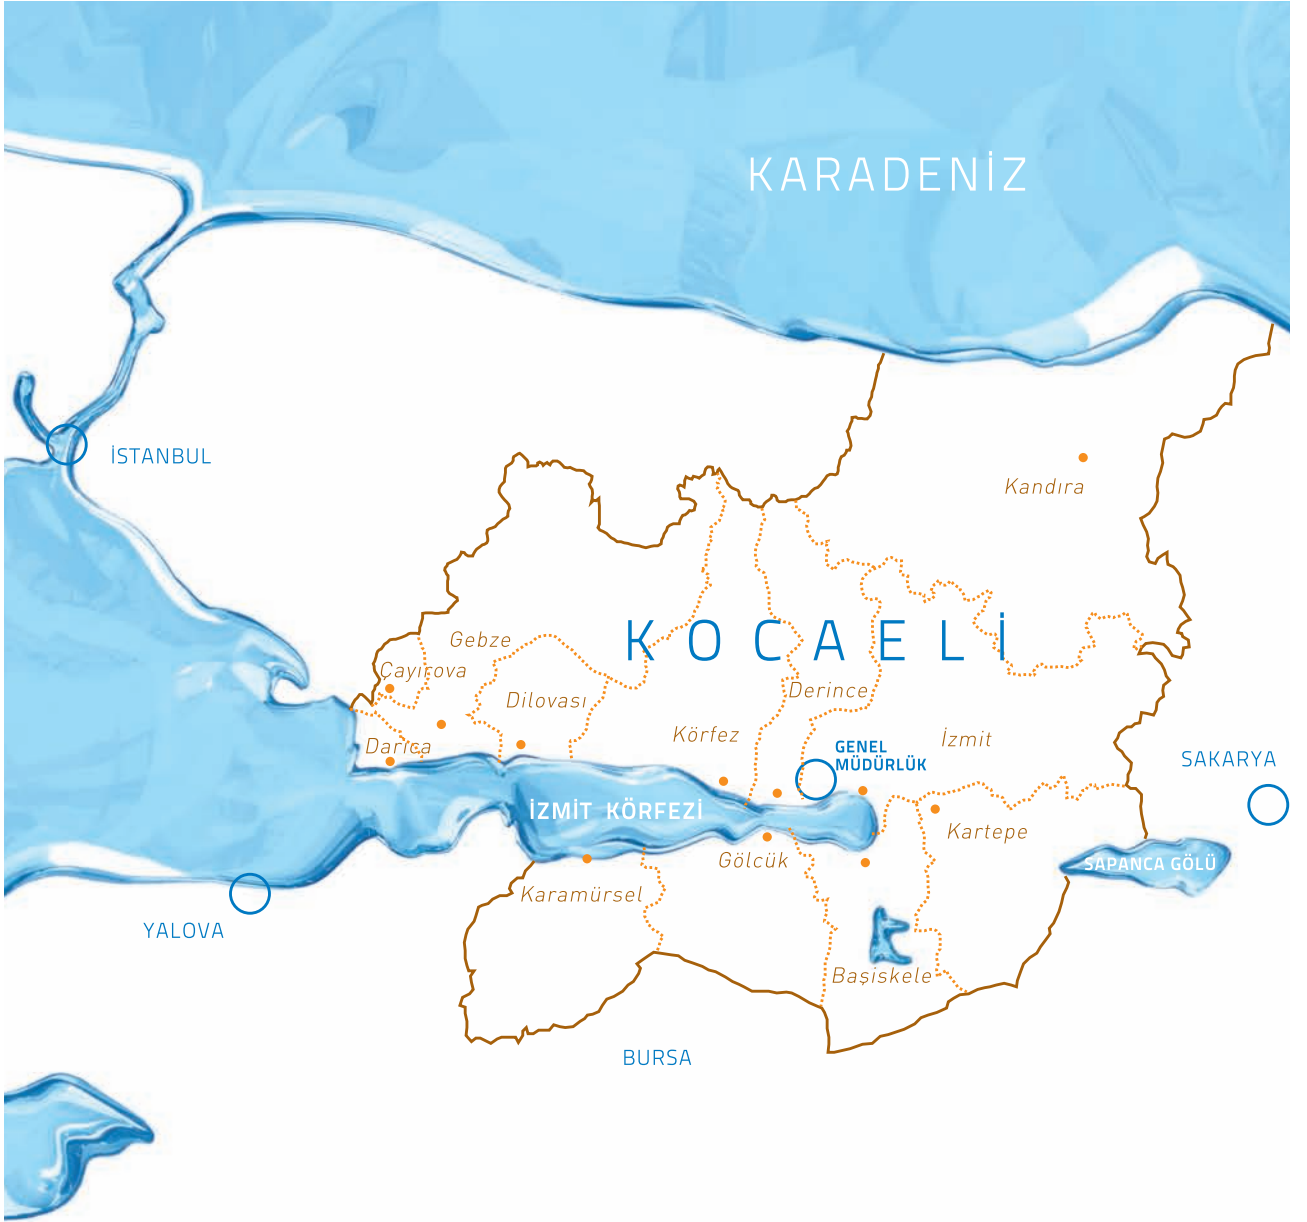 KARADENİZ
İSTANBUL
Kandıra
KOCAELİ
Gebze
Çayırova
Dilovası
Derince
Körfez
Darıca
İzmit
GENEL
MÜDÜRLÜK
SAKARYA
İZMİT KÖRFEZİ
Kartepe
Gölcük
SAPANCA GÖLÜ
Karamürsel
YALOVA
Başiskele
BURSA